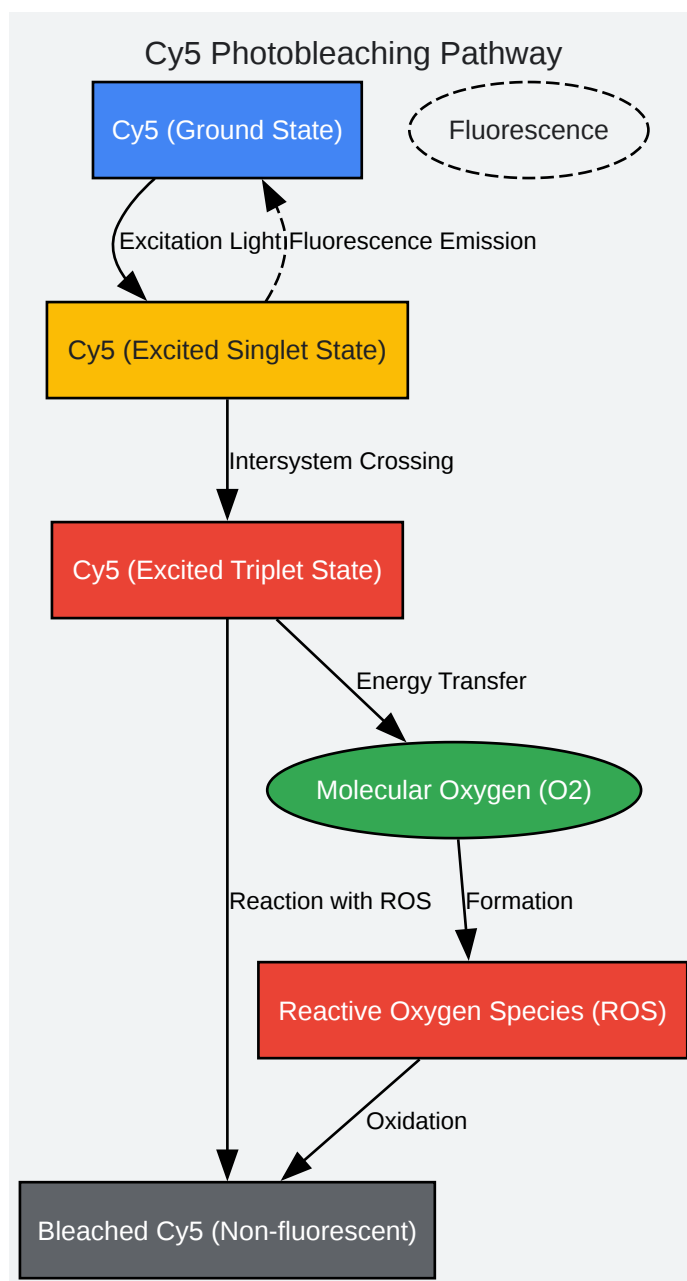 Cy5 Photobleaching Pathway
Cy5 (Ground State)
Fluorescence
Excitation Light
Fluorescence Emission
Cy5 (Excited Singlet State)
Intersystem Crossing
Cy5 (Excited Triplet State)
Energy Transfer
Molecular Oxygen (O2)
Reaction with ROS
Formation
Reactive Oxygen Species (ROS)
Oxidation
Bleached Cy5 (Non-fluorescent)